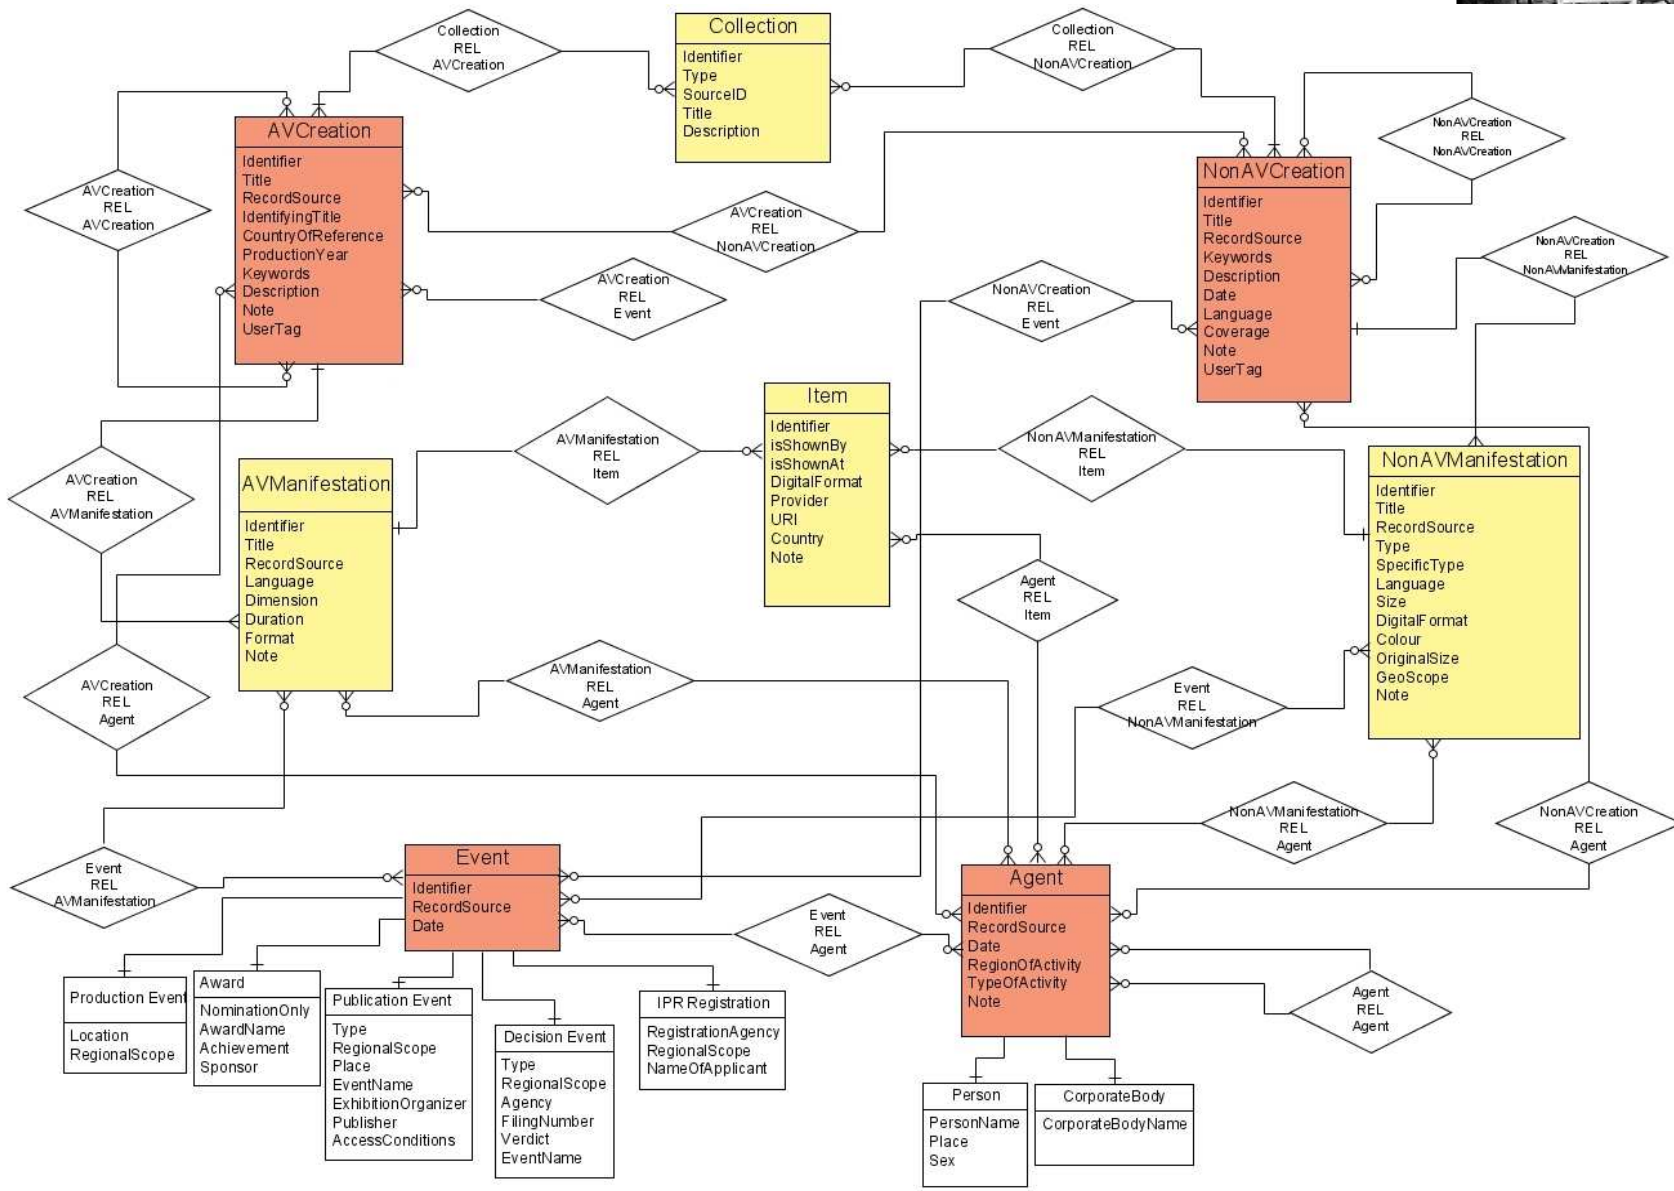 Collection
REL
AVCreation
Collection
Identifier
Type
SourceID
Title
Description
Collection
REL
NonAVCreation
AVCreation
REL
AVCreation
AVCreation
Identifier
Title
RecordSource
IdentifyingTitle
CountryOfReference
ProductionYear
Keywords
Description
Note
UserTag
AVCreation
REL
NonAVCreation
AVCreation
REL
Event
NonAVCreation
REL
Event
NonAVCreation
Identifier
Title
RecordSource
Keywords
Description
Date
Language
Coverage
Note
UserTag
NonAVCreation
REL
NonAVCreation
NonAVCreation
REL
NonAVManifestation
AVCreation
REL
AVManifestation
AVManifestation
Identifier
Title
RecordSource
Language
Dimension
Duration
Format
Note
AVManifestation
REL
Item
Item
Identifier
isShownBy
isShownAt
DigitalFormat
Provider
URI
Country
Note
NonAVManifestation
REL
Item
NonAVManifestation
Identifier
Title
RecordSource
Type
SpecificType
Language
Size
DigitalFormat
Colour
OriginalSize
GeoScope
Note
Agent
REL
Item
AVCreation
REL
Agent
AVManifestation
REL
Agent
Event
REL
NonAVManifestation
NonAVManifestation
REL
Agent
NonAVCreation
REL
Agent
Event
REL
AVManifestation
Event
Identifier
RecordSource
Date
Event
REL
Agent
Agent
Identifier
RecordSource
Date
RegionOfActivity
TypeOfActivity
Note
Agent
REL
Agent
Production Event
Location
RegionalScope
Award
NominationOnly
AwardName
Achievement
Sponsor
Publication Event
Type
RegionalScope
Place
EventName
ExhibitionOrganizer
Publisher
AccessConditions
Decision Event
Type
RegionalScope
Agency
FilingNumber
Verdict
EventName
IPR Registration
RegistrationAgency
RegionalScope
NameOfApplicant
Person
PersonName
Place
Sex
CorporateBody
CorporateBodyName